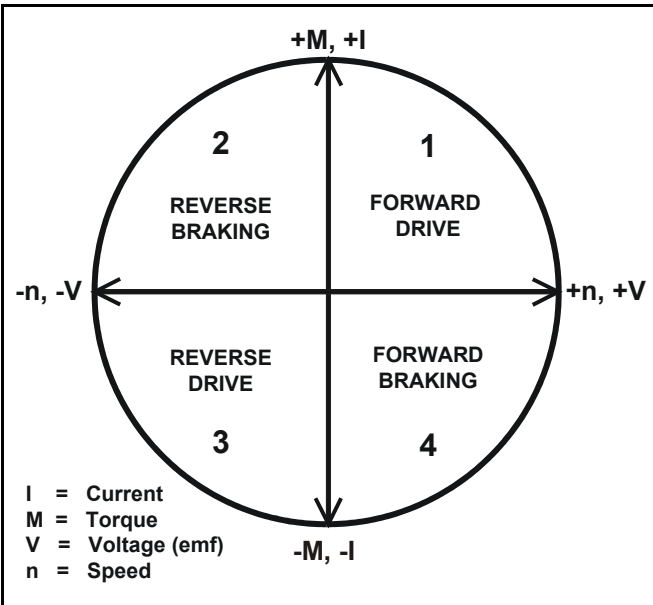 +M, +I
2
1
REVERSE
BRAKING
FORWARD
DRIVE
-n, -V
+n, +V
REVERSE
DRIVE
FORWARD
BRAKING
3
4
I = Current
M = Torque
V = Voltage (emf)
n = Speed
-M, -I